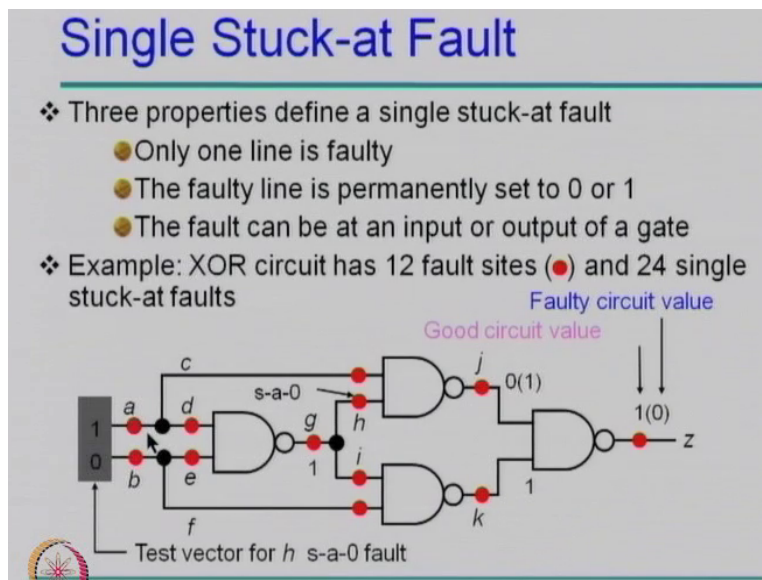 Single Stuck-at Fault
❖ Three properties define a single stuck-at fault
Only one line is faulty
The faulty line is permanently set to 0 or 1
The fault can be at an input or output of a gate
❖ Example: XOR circuit has 12 fault sites (●) and 24 single
stuck-at faults
Faulty circuit value
Good circuit value
c
j
0(1)
s-a-0
1(0)
a
d
g
h
1
z
0
1
i
b
e
1
k
f
Test vector for h s-a-0 fault